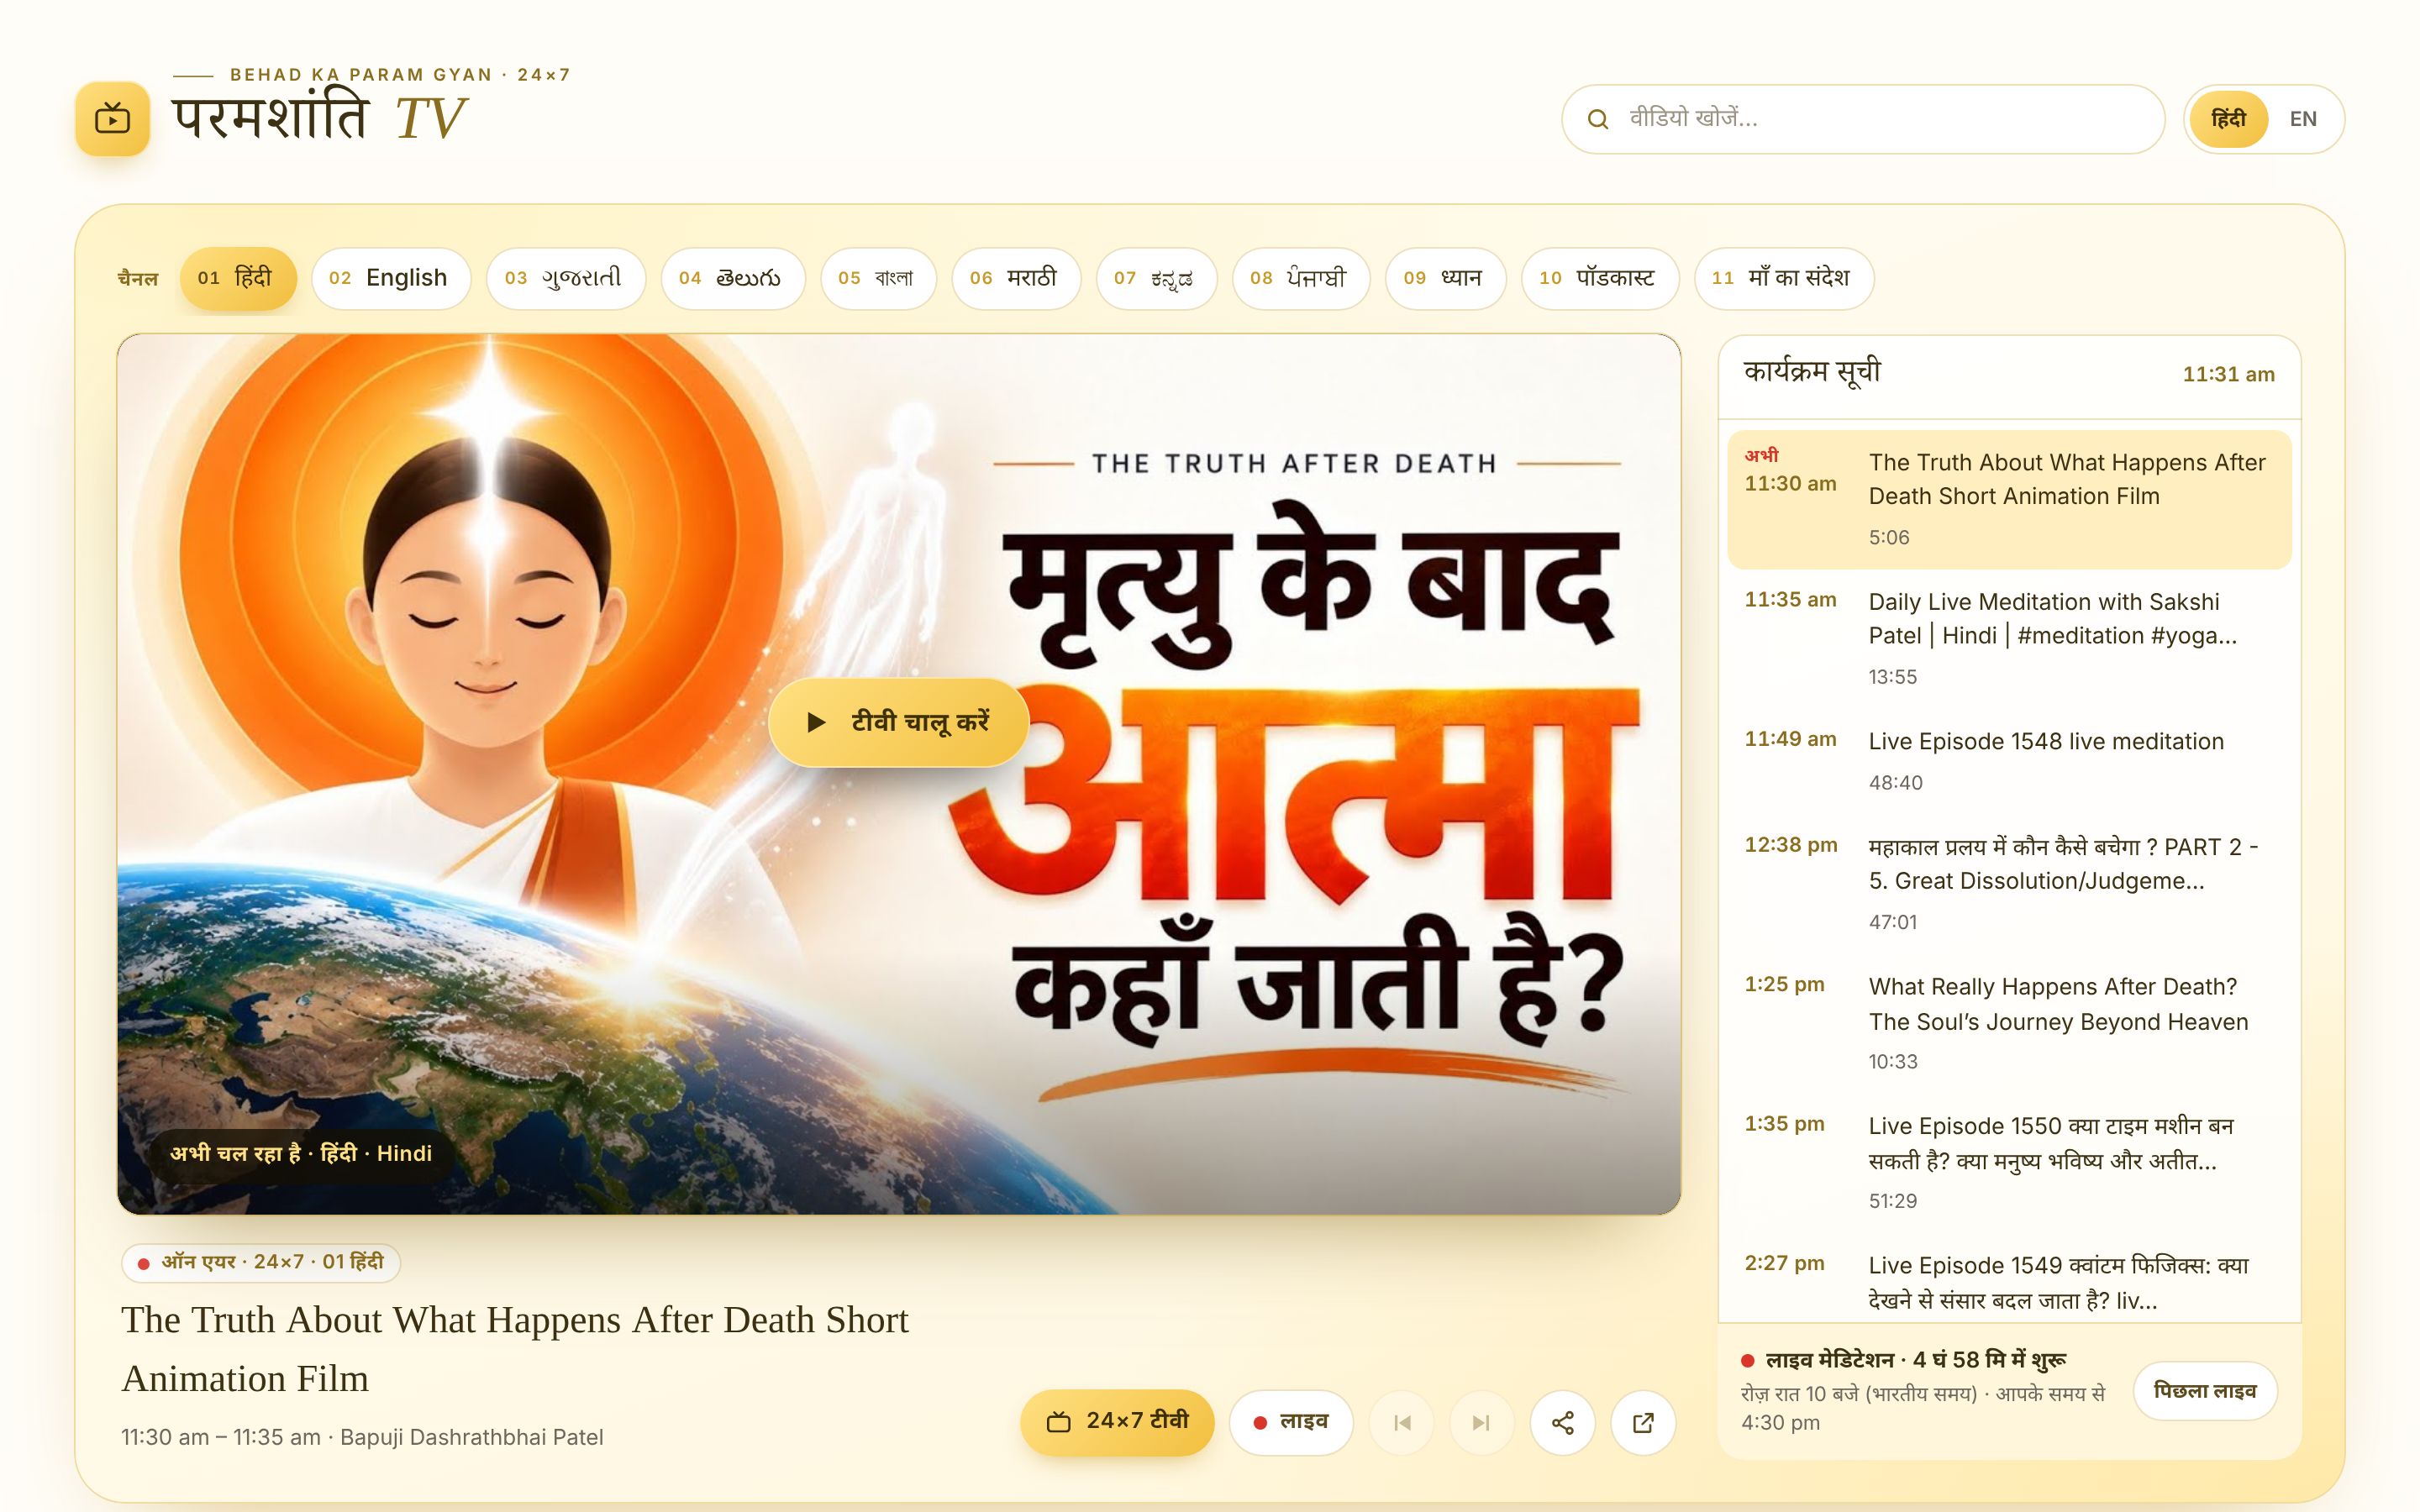 BEHAD KA PARAM GYAN · 24×7
परमशांति TV
वीडियो खोजें...
हिंदी EN
चैनल
01 हिंदी
02 English
03 ગુજરાતી
04 తెలుగు
05 বাংলা
06 मराठी
07 ಕನ್ನಡ
08 ਪੰਜਾਬੀ
09 ध्यान
10 पॉडकास्ट
11 माँ का संदेश
THE TRUTH AFTER DEATH
मृत्यु के बाद
आत्मा
कहाँ जाती है?
टीवी चालू करें
अभी चल रहा है · हिंदी · Hindi
ऑन एयर · 24×7 · 01 हिंदी
The Truth About What Happens After Death Short
Animation Film
11:30 am – 11:35 am · Bapuji Dashrathbhai Patel
24×7 टीवी
लाइव
कार्यक्रम सूची
11:31 am
अभी
11:30 am
The Truth About What Happens After
Death Short Animation Film
5:06
11:35 am
Daily Live Meditation with Sakshi
Patel | Hindi | #meditation #yoga...
13:55
11:49 am
Live Episode 1548 live meditation
48:40
12:38 pm
महाकाल प्रलय में कौन कैसे बचेगा ? PART 2 -
5. Great Dissolution/Judgeme...
47:01
1:25 pm
What Really Happens After Death?
The Soul’s Journey Beyond Heaven
10:33
1:35 pm
Live Episode 1550 क्या टाइम मशीन बन
सकती है? क्या मनुष्य भविष्य और अतीत...
51:29
2:27 pm
Live Episode 1549 क्वांटम फिजिक्स: क्या
देखने से संसार बदल जाता है? liv...
लाइव मेडिटेशन · 4 घं 58 मि में शुरू
रोज़ रात 10 बजे (भारतीय समय) · आपके समय से
4:30 pm
पिछला लाइव